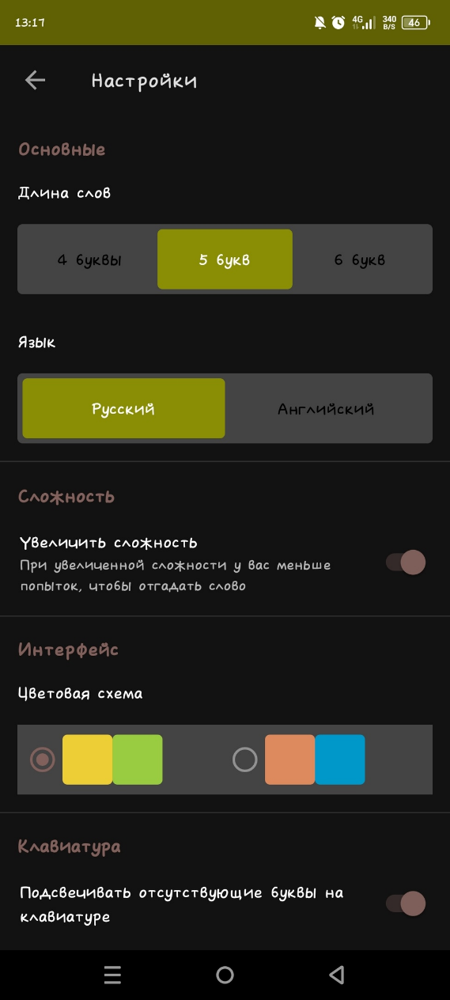 13:17
4G
340
B/S
46
Настройки
Основные
Длина слов
4 буквы 5 букв 6 букв
Язык
Русский Английский
Сложность
Увеличить сложность
При увеличенной сложности у вас меньше
попыток, чтобы отгадать слово
Интерфейс
Цветовая схема
Клавиатура
Подсвечивать отсутствующие буквы на
клавиатуре